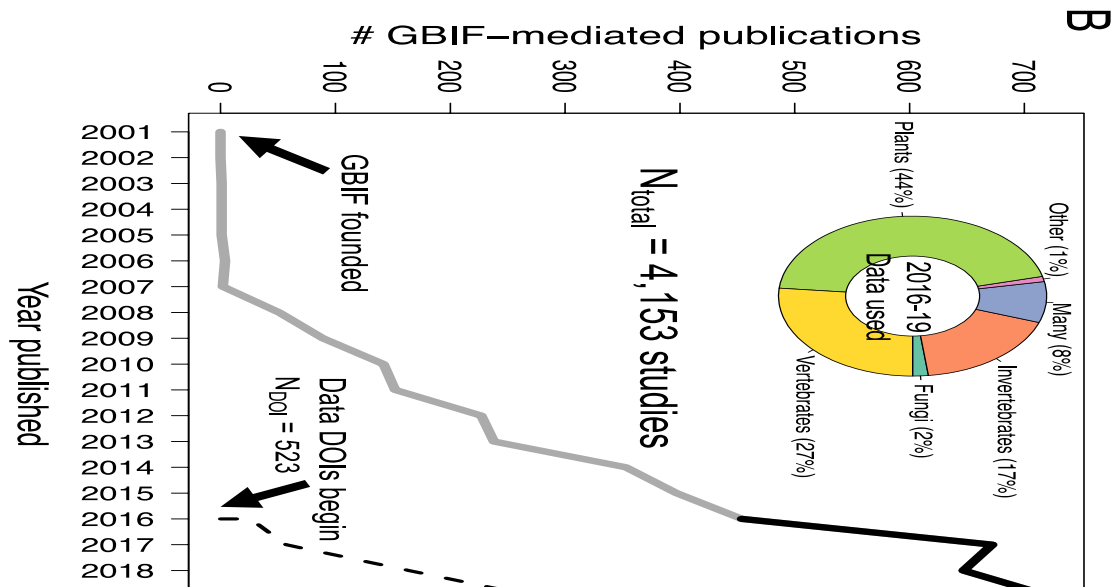 B
# GBIF–mediated publications
0
100
200
300
400
500
600
700
2001
2002
2003
2004
2005
2006
2007
2008
2009
2010
2011
2012
2013
2014
2015
2016
2017
2018
Year published
GBIF founded
Data DOIs begin
NDOI = 523
Ntotal = 4,153 studies
2016-19
Data used
Plants (44%)
Other (1%)
Many (8%)
Invertebrates (17%)
Fungi (2%)
Vertebrates (27%)